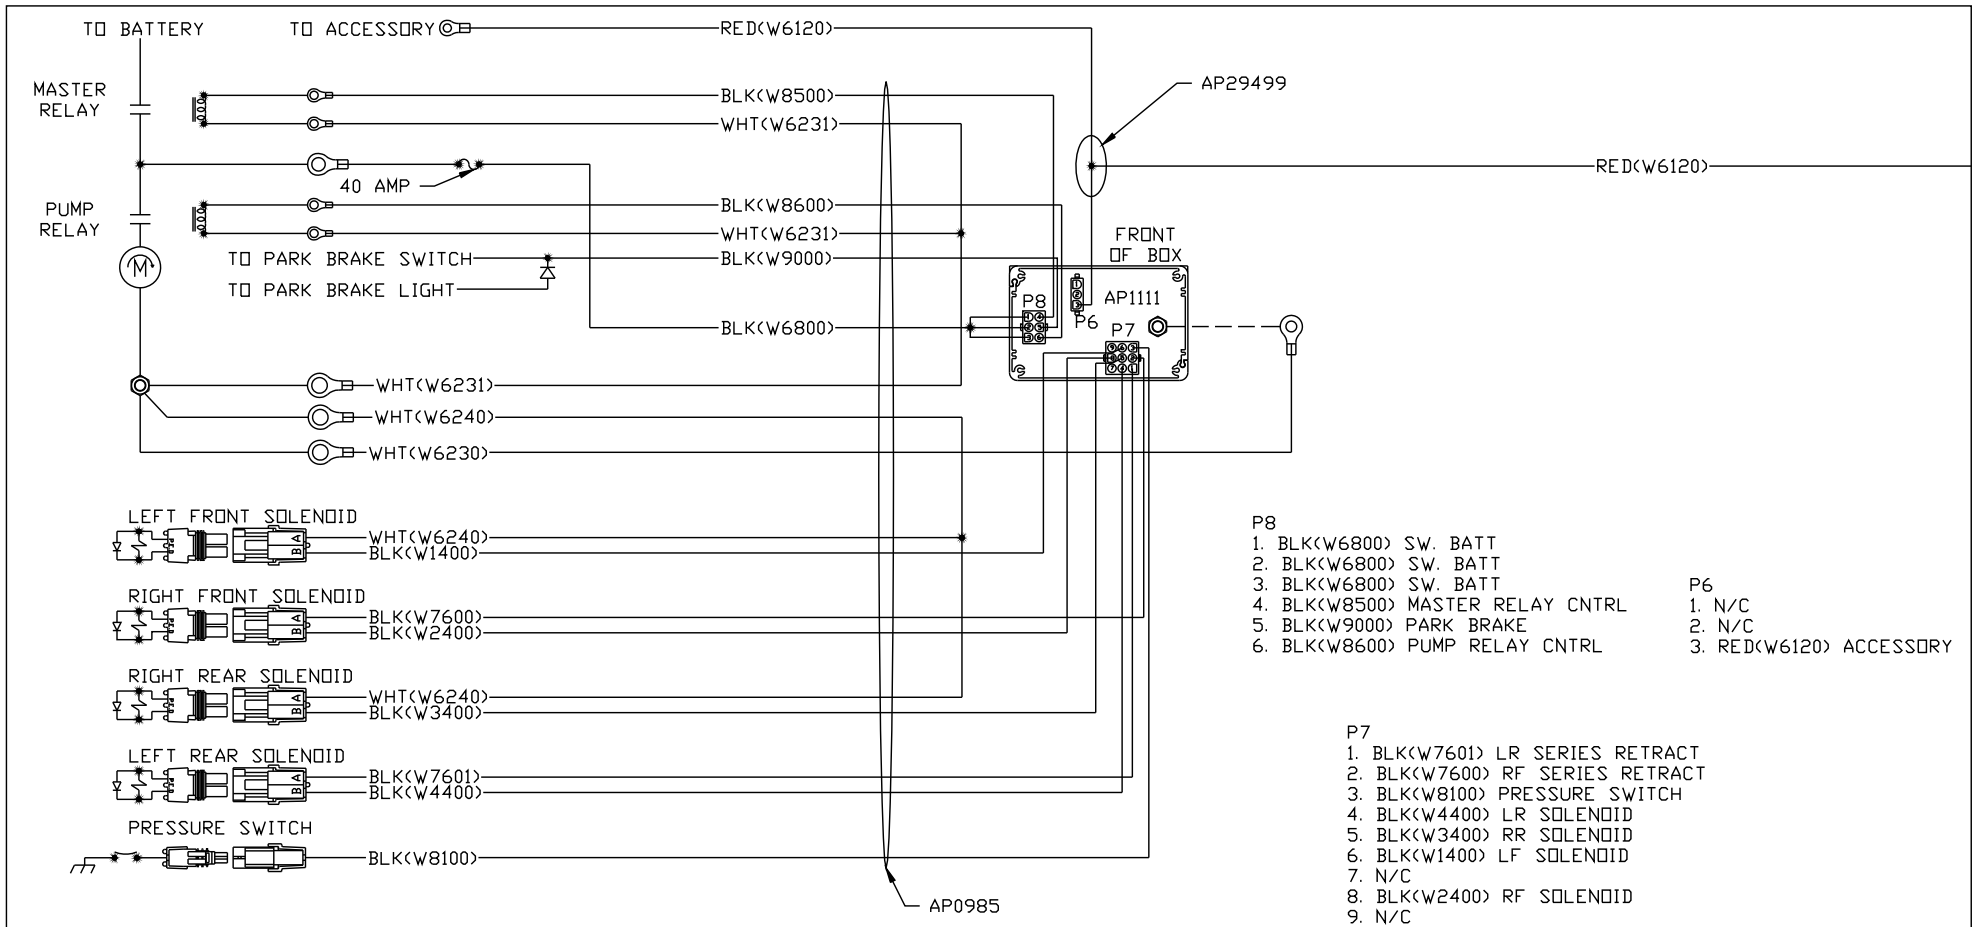 TO BATTERY
TO ACCESSORY
RED(W6120)
MASTER
RELAY
BLK(W8500)
WHT(W6231)
AP29499
RED(W6120)
40 AMP
PUMP
RELAY
BLK(W8600)
WHT(W6231)
M
TO PARK BRAKE SWITCH
BLK(W9000)
TO PARK BRAKE LIGHT
BLK(W6800)
FRONT
OF BOX
P8
P6
AP1111
P7
WHT(W6231)
WHT(W6240)
WHT(W6230)
LEFT FRONT SOLENOID
A
B
WHT(W6240)
BLK(W1400)
RIGHT FRONT SOLENOID
A
B
BLK(W7600)
BLK(W2400)
RIGHT REAR SOLENOID
A
B
WHT(W6240)
BLK(W3400)
LEFT REAR SOLENOID
A
B
BLK(W7601)
BLK(W4400)
PRESSURE SWITCH
BLK(W8100)
AP0985
P8
1. BLK(W6800) SW. BATT
2. BLK(W6800) SW. BATT
3. BLK(W6800) SW. BATT
4. BLK(W8500) MASTER RELAY CNTRL
5. BLK(W9000) PARK BRAKE
6. BLK(W8600) PUMP RELAY CNTRL
P6
1. N/C
2. N/C
3. RED(W6120) ACCESSORY
P7
1. BLK(W7601) LR SERIES RETRACT
2. BLK(W7600) RF SERIES RETRACT
3. BLK(W8100) PRESSURE SWITCH
4. BLK(W4400) LR SOLENOID
5. BLK(W3400) RR SOLENOID
6. BLK(W1400) LF SOLENOID
7. N/C
8. BLK(W2400) RF SOLENOID
9. N/C